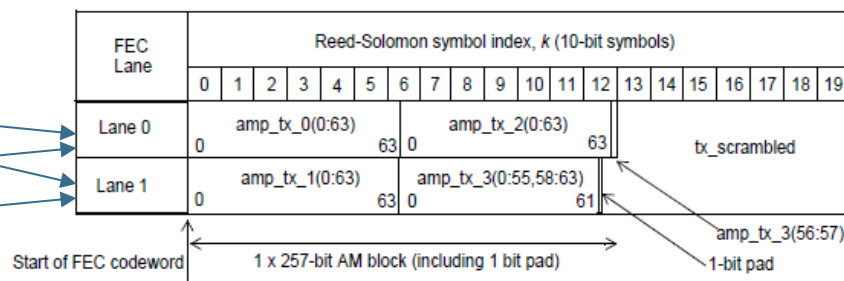 FEC Lane
Reed-Solomon symbol index, k (10-bit symbols)
0 1 2 3 4 5 6 7 8 9 10 11 12 13 14 15 16 17 18 19
Lane 0
amp_tx_0(0:63)
amp_tx_2(0:63)
0 63 0 63
tx_scrambled
Lane 1
amp_tx_1(0:63)
amp_tx_3(0:55,58:63)
0 63 0 61
amp_tx_3(56:57)
Start of FEC codeword
1 x 257-bit AM block (including 1 bit pad)
1-bit pad